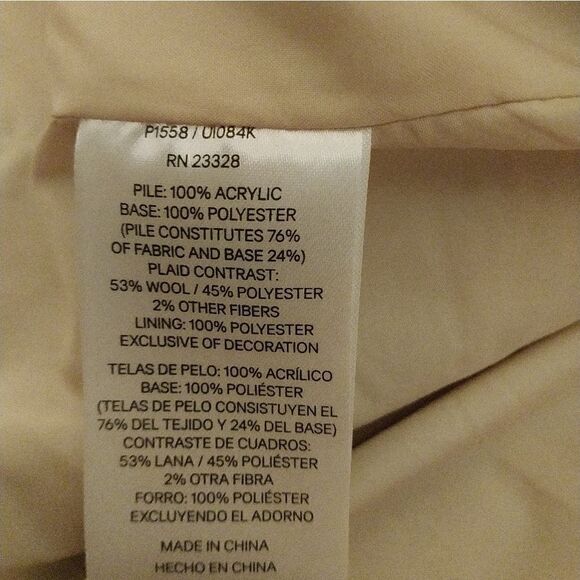 P1558 / U1084K
RN 23328
PILE: 100% ACRYLIC
BASE: 100% POLYESTER
(PILE CONSTITUTES 76%
OF FABRIC AND BASE 24%)
PLAID CONTRAST:
53% WOOL / 45% POLYESTER
2% OTHER FIBERS
LINING: 100% POLYESTER
EXCLUSIVE OF DECORATION
TELAS DE PELO: 100% ACRÍLICO
BASE: 100% POLIÉSTER
(TELAS DE PELO CONSISTUYEN EL
76% DEL TEJIDO Y 24% DEL BASE)
CONTRASTE DE CUADROS:
53% LANA / 45% POLIÉSTER
2% OTRA FIBRA
FORRO: 100% POLIÉSTER
EXCLUYENDO EL ADORNO
MADE IN CHINA
HECHO EN CHINA